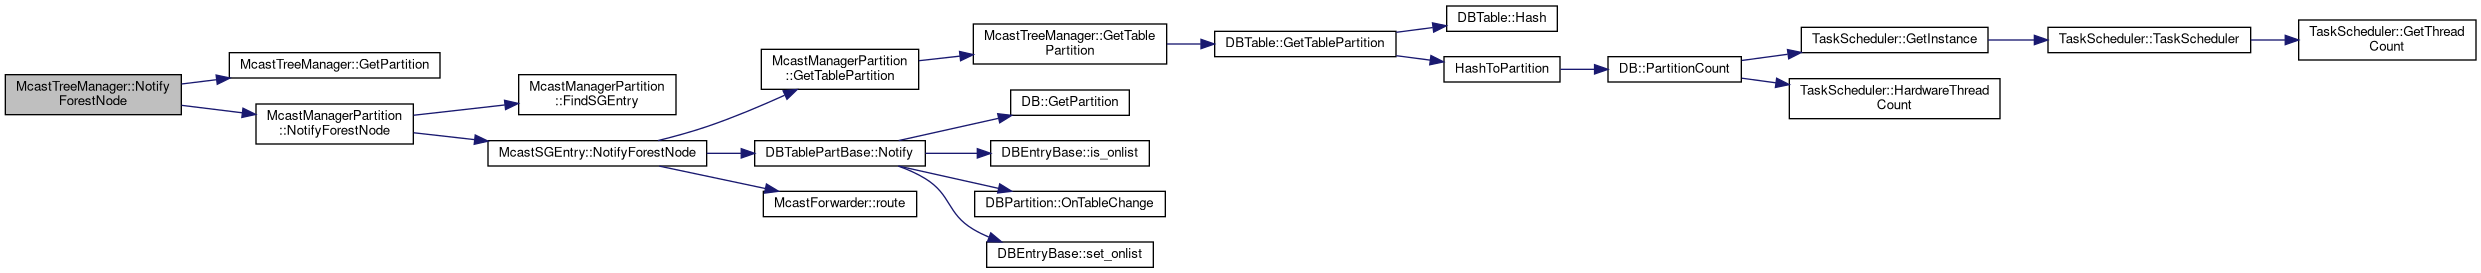 McastTreeManager::Notify
ForestNode
McastTreeManager::GetPartition
McastManagerPartition
::NotifyForestNode
McastManagerPartition
::FindSGEntry
McastSGEntry::NotifyForestNode
McastManagerPartition
::GetTablePartition
McastTreeManager::GetTable
Partition
DBTable::GetTablePartition
DBTable::Hash
HashToPartition
DB::PartitionCount
TaskScheduler::GetInstance
TaskScheduler::TaskScheduler
TaskScheduler::GetThread
Count
TaskScheduler::HardwareThread
Count
DBTablePartBase::Notify
DB::GetPartition
DBEntryBase::is_onlist
DBPartition::OnTableChange
DBEntryBase::set_onlist
McastForwarder::route